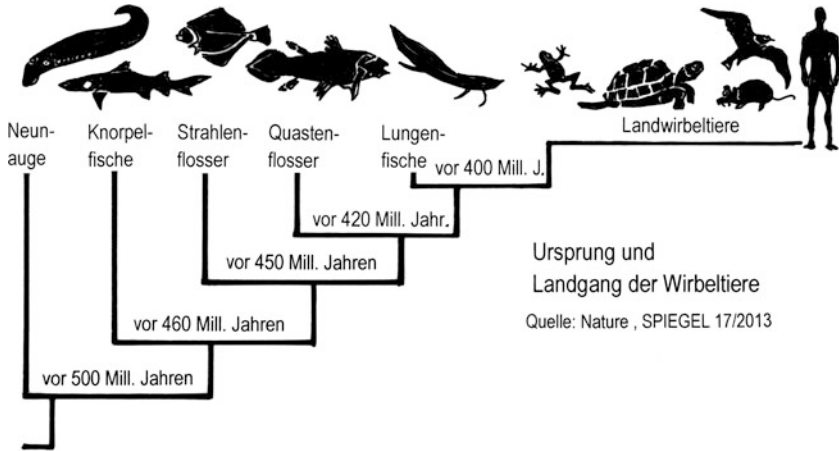 Neun-
auge
Knorpel-
fische
Strahlen-
flosser
Quasten-
flosser
Lungen-
fische
Landwirbeltiere
vor 400 Mill. J.
vor 420 Mill. Jahr.
vor 450 Mill. Jahren
vor 460 Mill. Jahren
vor 500 Mill. Jahren
Ursprung und
Landgang der Wirbeltiere
Quelle: Nature , SPIEGEL 17/2013